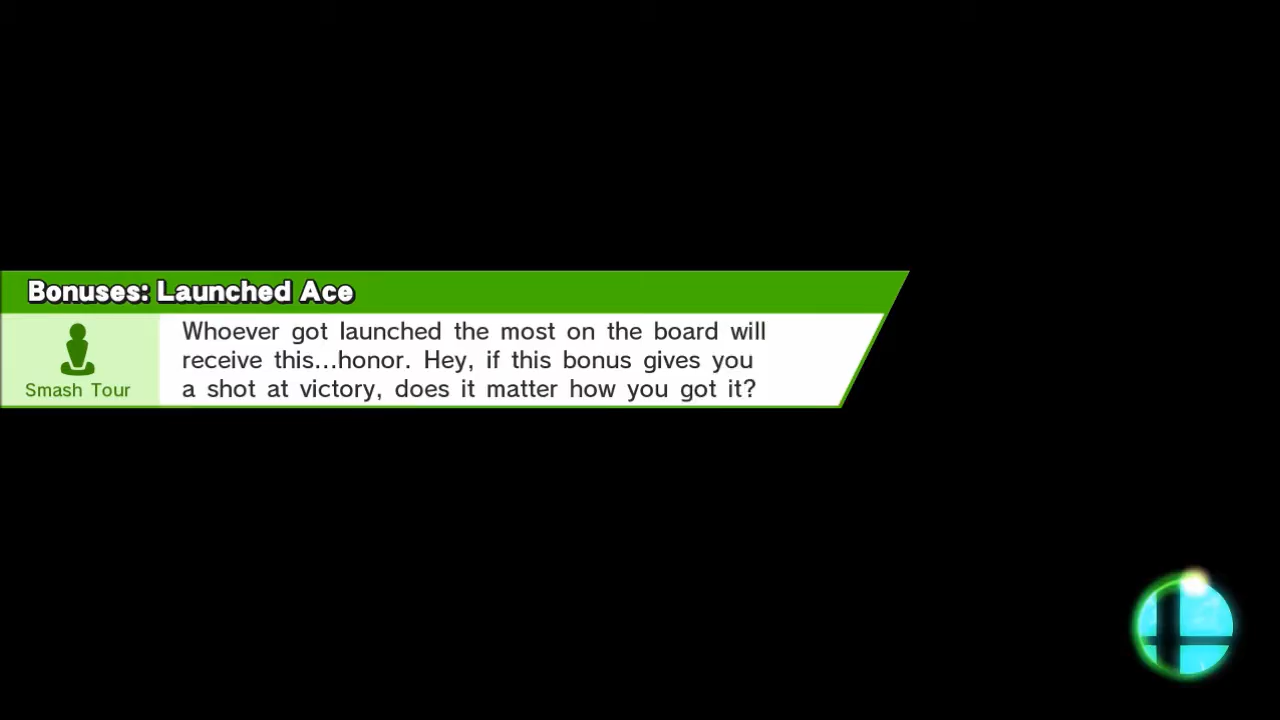 Bonuses: Launched Ace
Whoever got launched the most on the board will
receive this...honor. Hey, if this bonus gives you
a shot at victory, does it matter how you got it?
Smash Tour